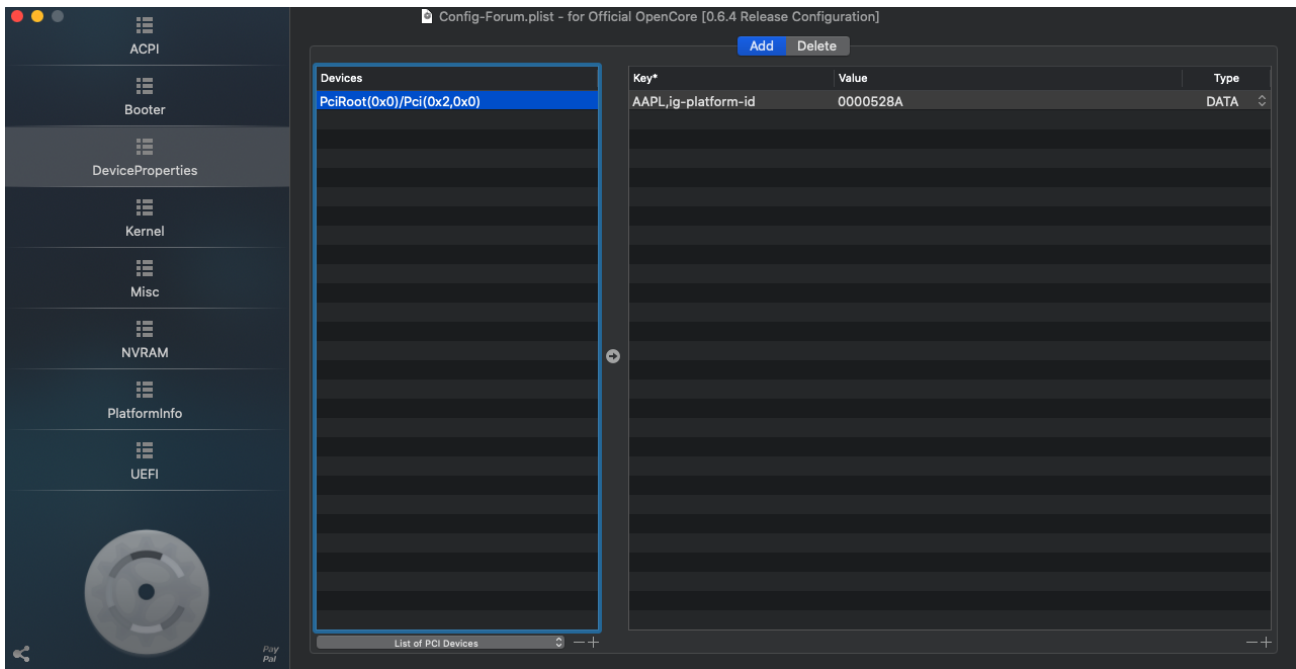 Config-Forum.plist - for Official OpenCore [0.6.4 Release Configuration]
ACPI
Booter
DeviceProperties
Kernel
Misc
NVRAM
PlatformInfo
UEFI
Pay
Pal
Add Delete
Devices
PciRoot(0x0)/Pci(0x2,0x0)
List of PCI Devices
Key* Value Type
AAPL,ig-platform-id 0000528A DATA